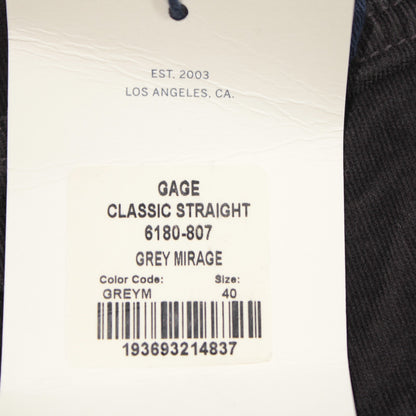 EST. 2003
LOS ANGELES, CA.
GAGE
CLASSIC STRAIGHT
6180-807
GREY MIRAGE
Color Code: Size:
GREYM 40
193693214837